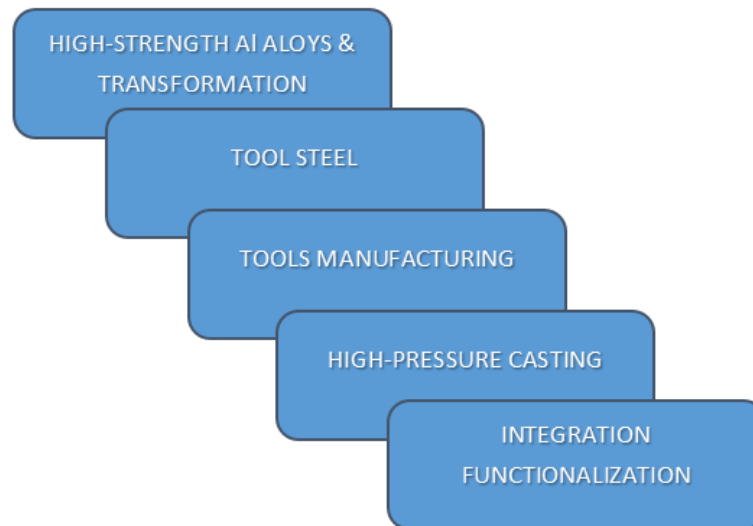 HIGH-STRENGTH Al ALOYS &
TRANSFORMATION
TOOL STEEL
TOOLS MANUFACTURING
HIGH-PRESSURE CASTING
INTEGRATION
FUNCTIONALIZATION